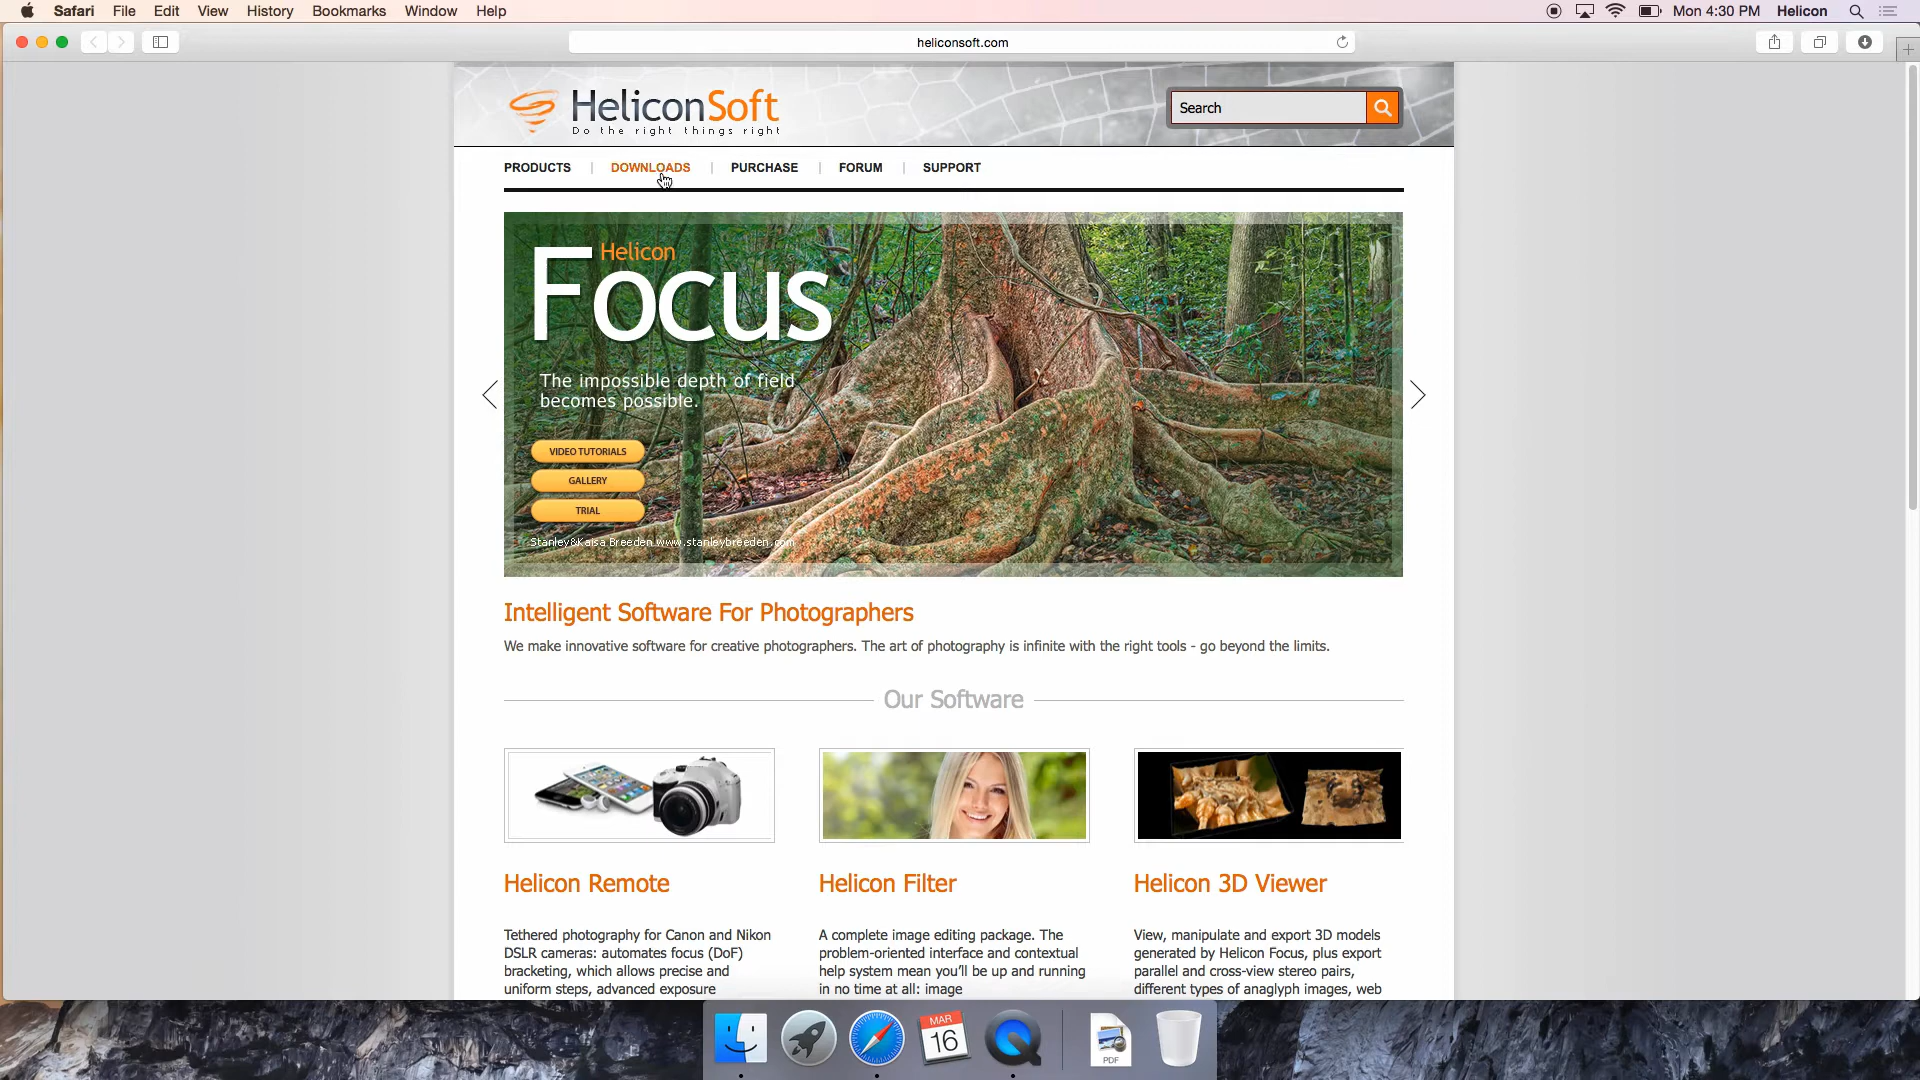 Safari File Edit View History Bookmarks Window Help Mon 4:30 PM Helicon
heliconsoft.com
HeliconSoft
Do the right things right
Search
PRODUCTS | DOWNLOADS | PURCHASE | FORUM | SUPPORT
Helicon
Focus
The impossible depth of field
becomes possible.
VIDEO TUTORIALS
GALLERY
TRIAL
Stanley&Kaisa Breeden www.stanleybreeden.com
Intelligent Software For Photographers
We make innovative software for creative photographers. The art of photography is infinite with the right tools - go beyond the limits.
Our Software
Helicon Remote
Tethered photography for Canon and Nikon
DSLR cameras: automates focus (DoF)
bracketing, which allows precise and
uniform steps, advanced exposure
Helicon Filter
A complete image editing package. The
problem-oriented interface and contextual
help system mean you'll be up and running
in no time at all: image
Helicon 3D Viewer
View, manipulate and export 3D models
generated by Helicon Focus, plus export
parallel and cross-view stereo pairs,
different types of anaglyph images, web
MAR
16
PDF